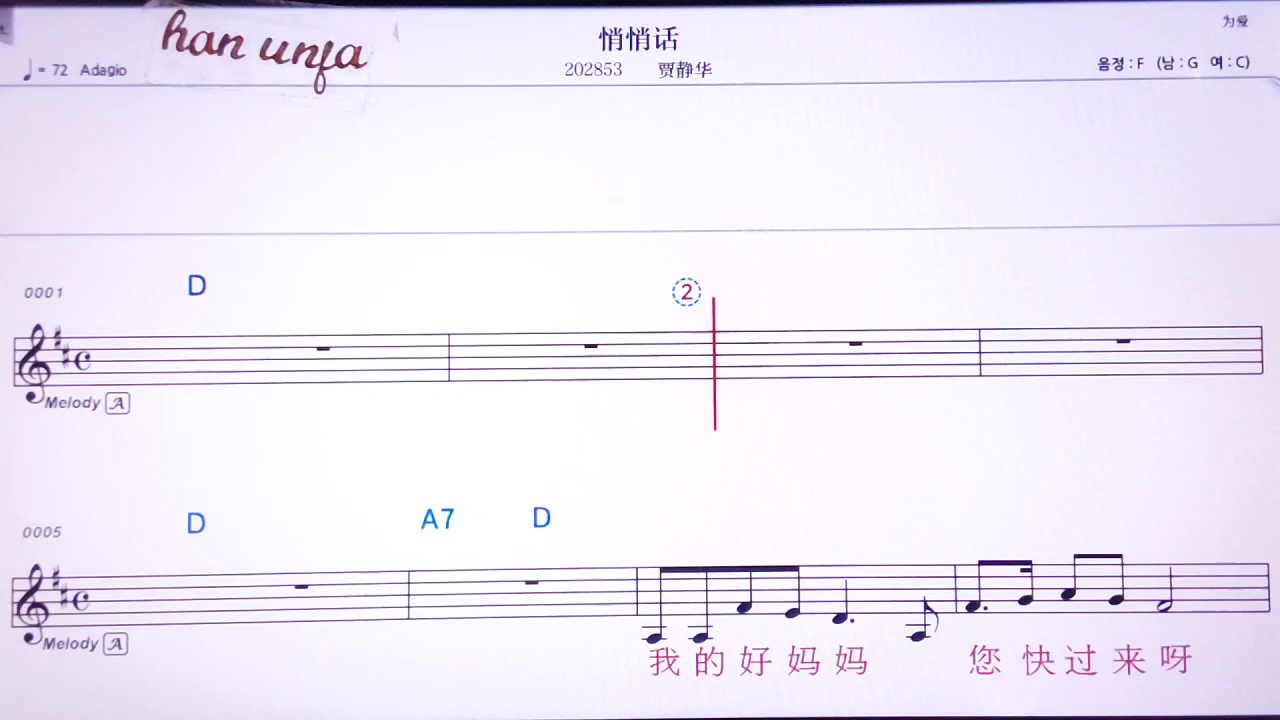 han unfa
悄悄话
为爱
= 72 Adagio
202853 贾静华
음정 : F (남 : G 여 : C)
0001 D ②
Melody A
0005 D A7 D
我 的 好 妈 妈 您 快 过 来 呀
Melody A